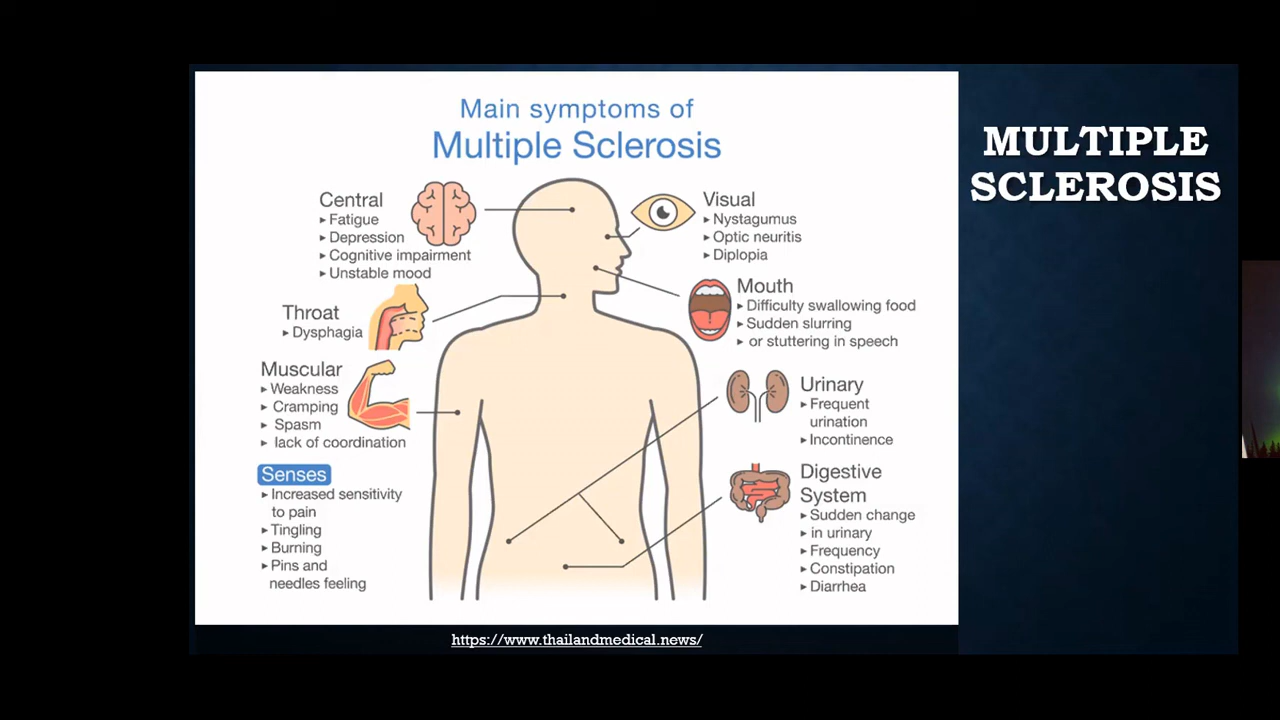 Main symptoms of
Multiple Sclerosis
MULTIPLE
SCLEROSIS
Central
▸ Fatigue
▸ Depression
▸ Cognitive impairment
▸ Unstable mood
Throat
▸ Dysphagia
Muscular
▸ Weakness
▸ Cramping
▸ Spasm
▸ lack of coordination
Senses
▸ Increased sensitivity
to pain
▸ Tingling
▸ Burning
▸ Pins and
needles feeling
Visual
▸ Nystagumus
▸ Optic neuritis
▸ Diplopia
Mouth
▸ Difficulty swallowing food
▸ Sudden slurring
▸ or stuttering in speech
Urinary
▸ Frequent
urination
▸ Incontinence
Digestive
System
▸ Sudden change
▸ in urinary
▸ Frequency
▸ Constipation
▸ Diarrhea
https://www.thailandmedical.news/